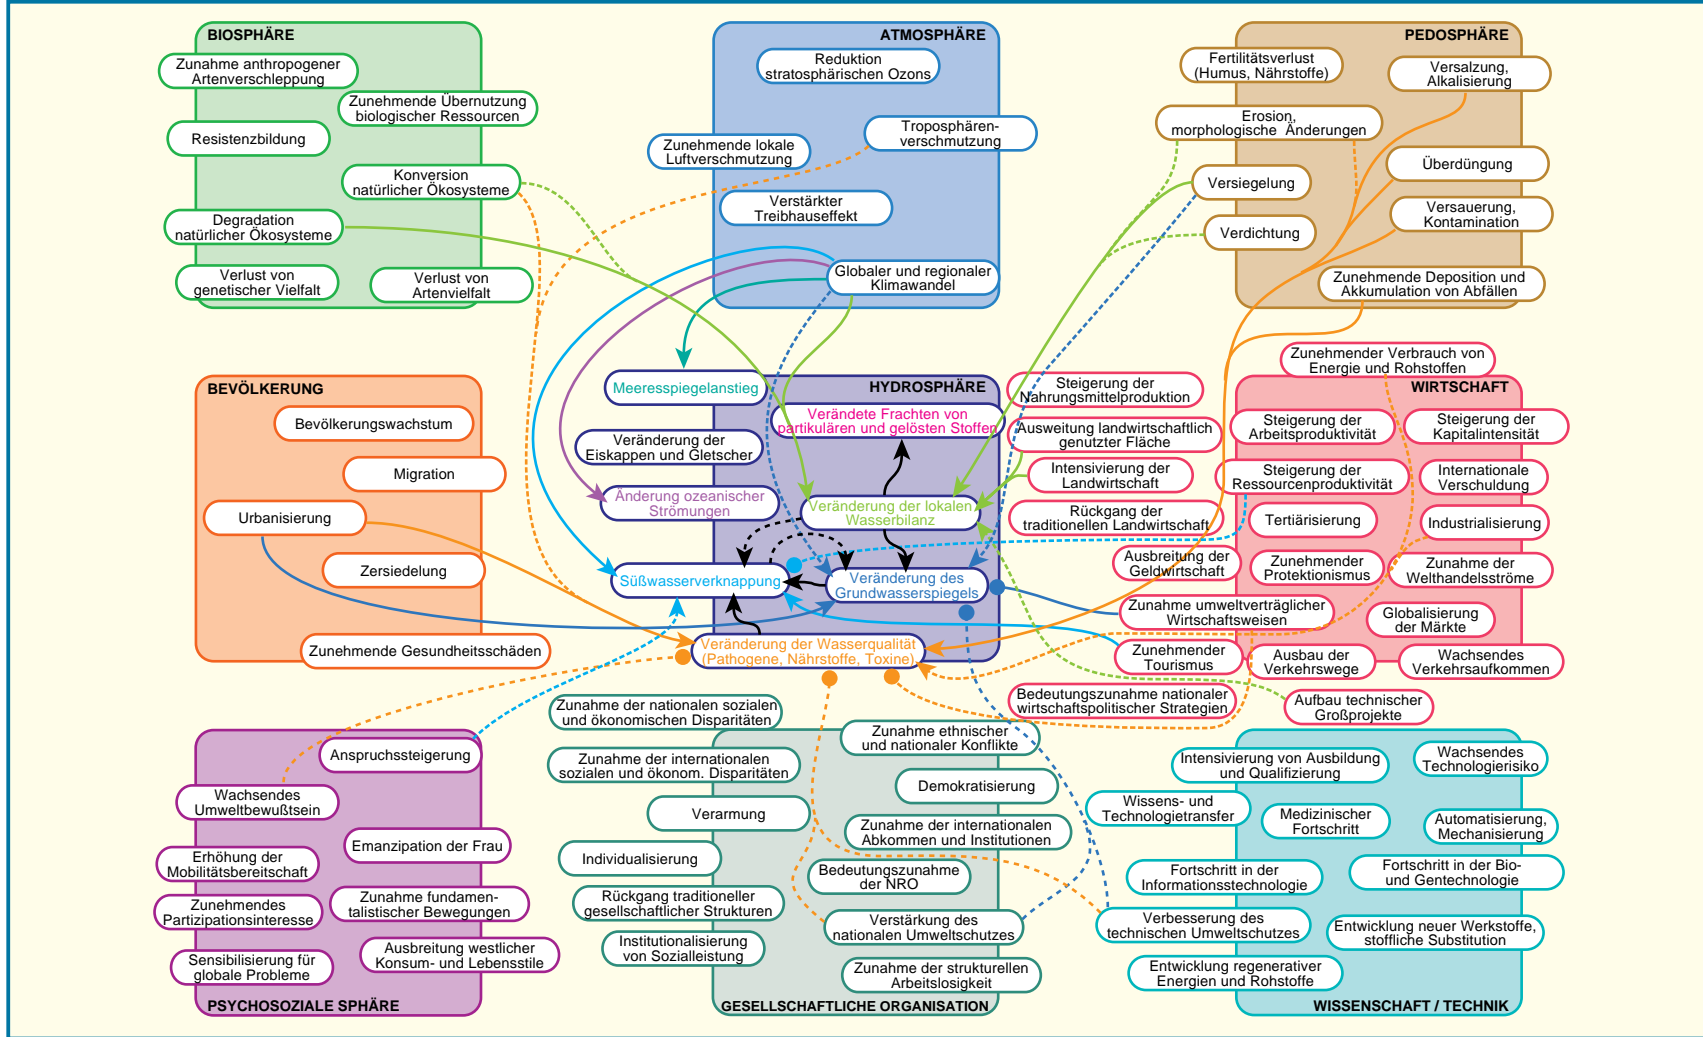 BIOSPHÄRE
Zunahme anthropogener
Artenverschleppung
Zunehmende Übernutzung
biologischer Ressourcen
Resistenzbildung
Konversion
natürlicher Ökosysteme
Degradation
natürlicher Ökosysteme
Verlust von
genetischer Vielfalt
Verlust von
Artenvielfalt
ATMOSPHÄRE
Reduktion
stratosphärischen Ozons
Troposphären-
verschmutzung
Zunehmende lokale
Luftverschmutzung
Verstärkter
Treibhauseffekt
Globaler und regionaler
Klimawandel
PEDOSPHÄRE
Fertilitätsverlust
(Humus, Nährstoffe)
Versalzung,
Alkalisierung
Erosion,
morphologische Änderungen
Überdüngung
Versiegelung
Versauerung,
Kontamination
Verdichtung
Zunehmende Deposition und
Akkumulation von Abfällen
BEVÖLKERUNG
Bevölkerungswachstum
Migration
Urbanisierung
Zersiedelung
Zunehmende Gesundheitsschäden
HYDROSPHÄRE
Meeresspiegelanstieg
Verändete Frachten von
partikulären und gelösten Stoffen
Veränderung der
Eiskappen und Gletscher
Änderung ozeanischer
Strömungen
Veränderung der lokalen
Wasserbilanz
Süßwasserverknappung
Veränderung des
Grundwasserspiegels
Veränderung der Wasserqualität
(Pathogene, Nährstoffe, Toxine)
WIRTSCHAFT
Zunehmender Verbrauch von
Energie und Rohstoffen
Steigerung der
Nahrungsmittelproduktion
Ausweitung landwirtschaftlich
genutzter Fläche
Steigerung der
Arbeitsproduktivität
Steigerung der
Kapitalintensität
Intensivierung der
Landwirtschaft
Steigerung der
Ressourcenproduktivität
Internationale
Verschuldung
Rückgang der
traditionellen Landwirtschaft
Tertiärisierung
Industrialisierung
Ausbreitung der
Geldwirtschaft
Zunehmender
Protektionismus
Zunahme der
Welthandelsströme
Zunahme umweltverträglicher
Wirtschaftsweisen
Globalisierung
der Märkte
Zunehmender
Tourismus
Ausbau der
Verkehrswege
Wachsendes
Verkehrsaufkommen
Bedeutungszunahme nationaler
wirtschaftspolitischer Strategien
Aufbau technischer
Großprojekte
Anspruchssteigerung
Wachsendes
Umweltbewußtsein
Emanzipation der Frau
Erhöhung der
Mobilitätsbereitschaft
Zunahme fundamen-
talistischer Bewegungen
Zunehmendes
Partizipationsinteresse
Ausbreitung westlicher
Konsum- und Lebensstile
Sensibilisierung für
globale Probleme
PSYCHOSOZIALE SPHÄRE
Zunahme der nationalen sozialen
und ökonomischen Disparitäten
Zunahme ethnischer
und nationaler Konflikte
Zunahme der internationalen
sozialen und ökonom. Disparitäten
Demokratisierung
Verarmung
Zunahme der internationalen
Abkommen und Institutionen
Individualisierung
Bedeutungszunahme
der NRO
Rückgang traditioneller
gesellschaftlicher Strukturen
Verstärkung des
nationalen Umweltschutzes
Institutionalisierung
von Sozialleistung
Zunahme der strukturellen
Arbeitslosigkeit
GESELLSCHAFTLICHE ORGANISATION
Intensivierung von Ausbildung
und Qualifizierung
Wachsendes
Technologierisiko
Wissens- und
Technologietransfer
Medizinischer
Fortschritt
Automatisierung,
Mechanisierung
Fortschritt in der
Informationsstechnologie
Fortschritt in der Bio-
und Gentechnologie
Verbesserung des
technischen Umweltschutzes
Entwicklung neuer Werkstoffe,
stoffliche Substitution
Entwicklung regenerativer
Energien und Rohstoffe
WISSENSCHAFT / TECHNIK